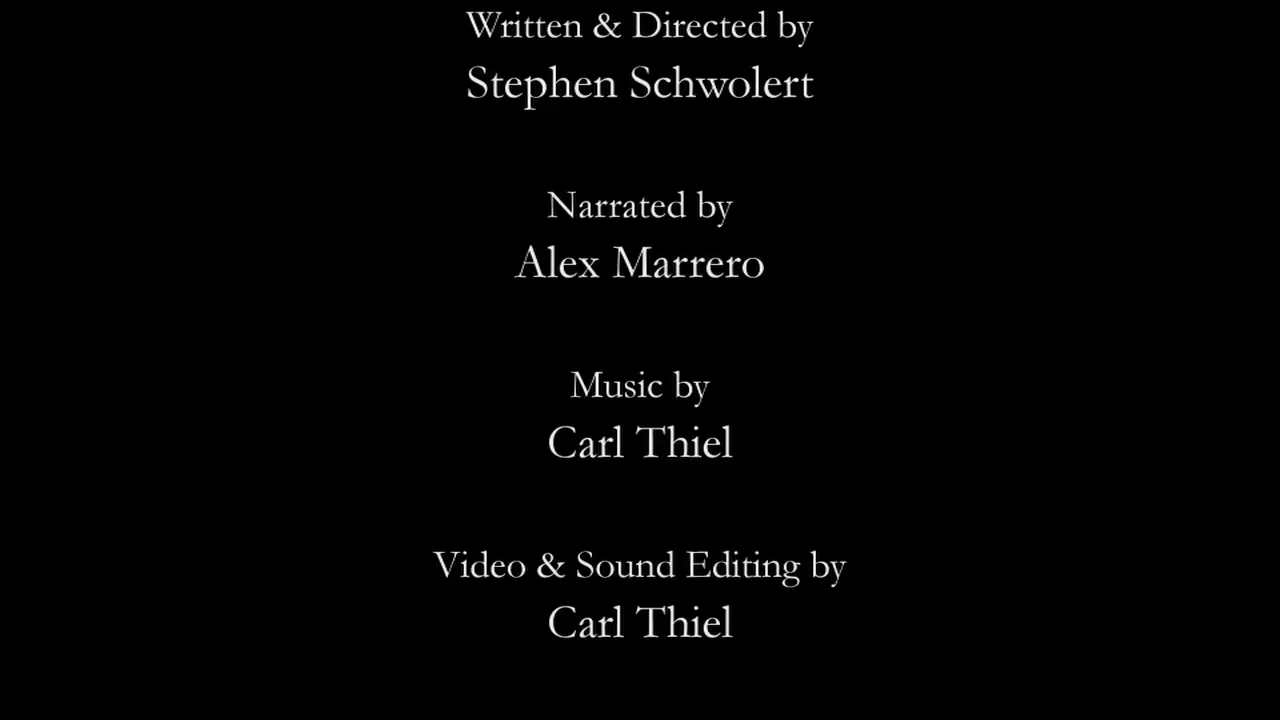 Written & Directed by
Stephen Schwolert
Narrated by
Alex Marrero
Music by
Carl Thiel
Video & Sound Editing by
Carl Thiel